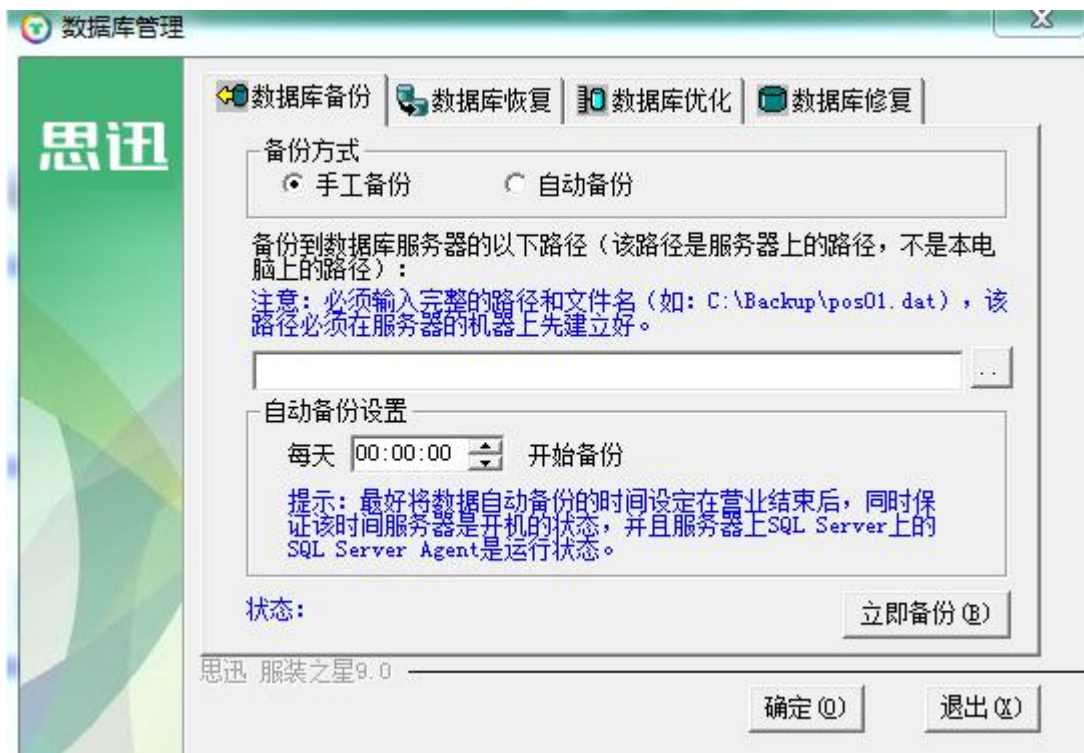 数据库管理
思迅
数据库备份 数据库恢复 数据库优化 数据库修复
备份方式
手工备份 自动备份
备份到数据库服务器的以下路径（该路径是服务器上的路径，不是本电
脑上的路径）：
注意：必须输入完整的路径和文件名（如：C:\Backup\pos01.dat），该
路径必须在服务器的机器上先建立好。
..
自动备份设置
每天 00:00:00 开始备份
提示：最好将数据自动备份的时间设定在营业结束后，同时保
证该时间服务器是开机的状态，并且服务器上SQL Server上的
SQL Server Agent是运行状态。
状态：
立即备份(B)
思迅 服装之星9.0
确定(O) 退出(X)